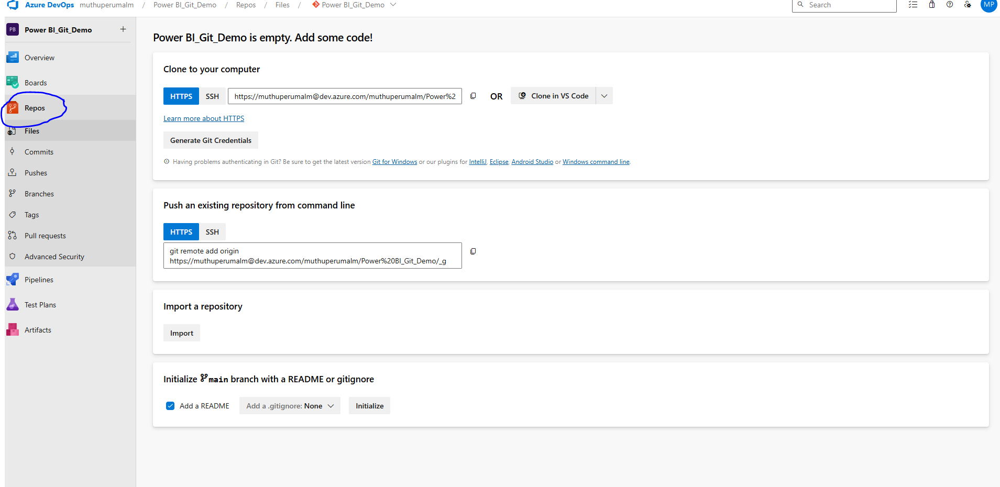 Azure DevOps muthuperumalm / Power BI_Git_Demo / Repos / Files / Power BI_Git_Demo
Search
MP
PB Power BI_Git_Demo +
Overview
Boards
Repos
Files
Commits
Pushes
Branches
Tags
Pull requests
Advanced Security
Pipelines
Test Plans
Artifacts
Power BI_Git_Demo is empty. Add some code!
Clone to your computer
HTTPS SSH https://muthuperumalm@dev.azure.com/muthuperumalm/Power%2 OR Clone in VS Code
Learn more about HTTPS
Generate Git Credentials
Having problems authenticating in Git? Be sure to get the latest version Git for Windows or our plugins for IntelliJ, Eclipse, Android Studio or Windows command line.
Push an existing repository from command line
HTTPS SSH
git remote add origin
https://muthuperumalm@dev.azure.com/muthuperumalm/Power%20BI_Git_Demo/_g
Import a repository
Import
Initialize main branch with a README or gitignore
Add a README Add a .gitignore: None Initialize